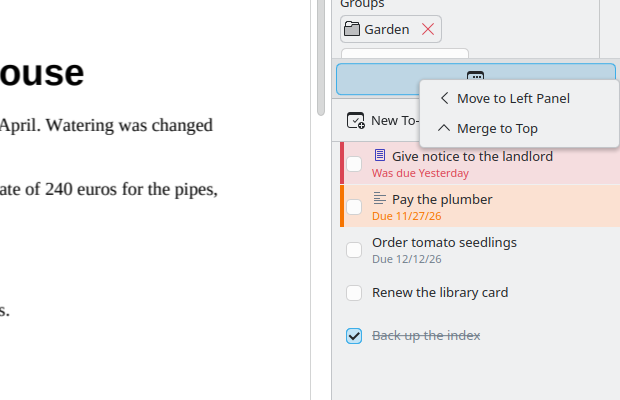 Groups
Garden
ouse
April. Watering was changed
ate of 240 euros for the pipes,
s.
Move to Left Panel
Merge to Top
New To-
Give notice to the landlord
Was due Yesterday
Pay the plumber
Due 11/27/26
Order tomato seedlings
Due 12/12/26
Renew the library card
Back up the index